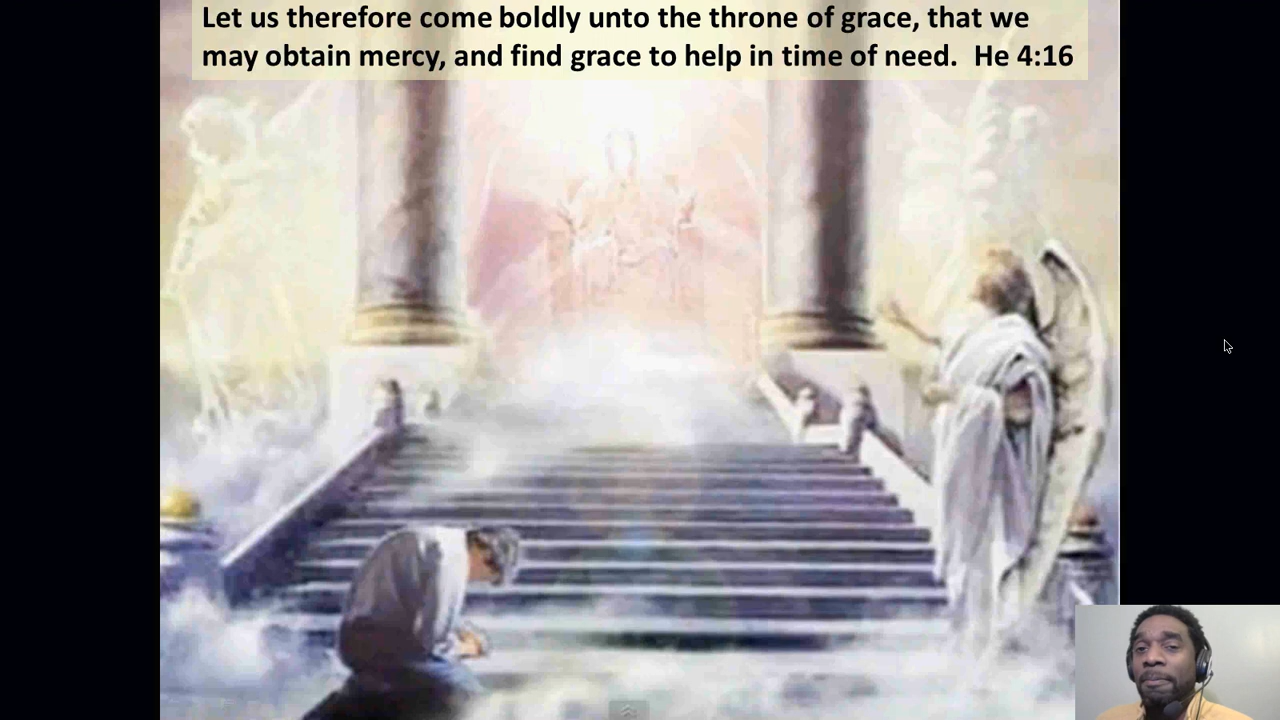 Let us therefore come boldly unto the throne of grace, that we
may obtain mercy, and find grace to help in time of need.  He 4:16